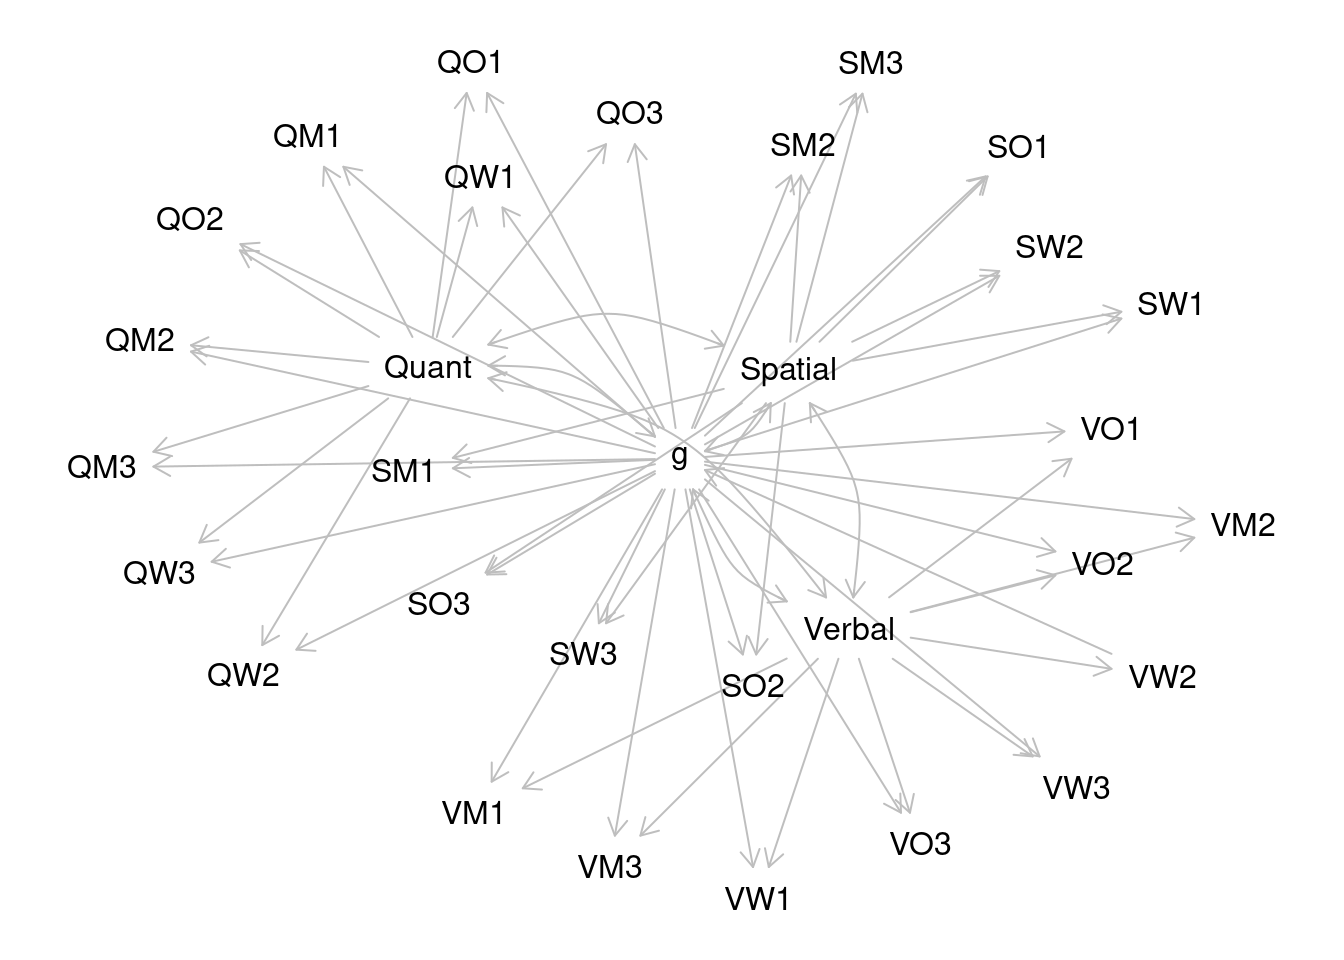 QO1
SM3
QO3
QM1
SM2
SO1
QW1
QO2
SW2
SW1
QM2
Quant
Spatial
VO1
g
QM3
SM1
VM2
VO2
QW3
SO3
Verbal
SW3
QW2
VW2
SO2
VW3
VM1
VO3
VM3
VW1